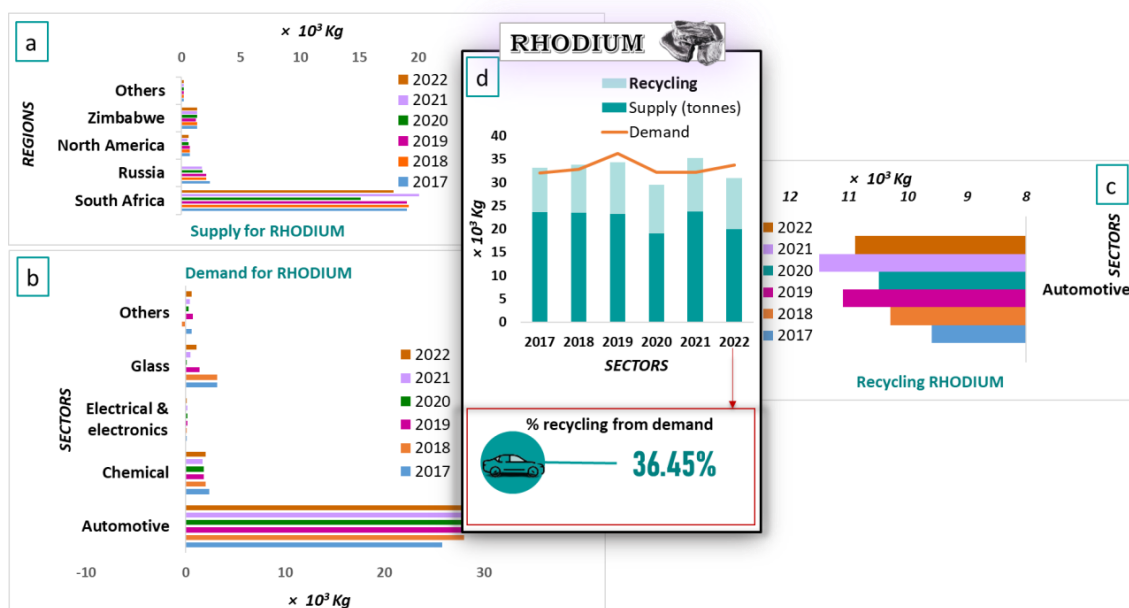 a
× 10³ Kg
0 5 10 15 20
REGIONS
Others
Zimbabwe
North America
Russia
South Africa
2022
2021
2020
2019
2018
2017
Supply for RHODIUM
b
Demand for RHODIUM
SECTORS
Others
Glass
Electrical &
electronics
Chemical
Automotive
2022
2021
2020
2019
2018
2017
-10 0 10 20 30
× 10³ Kg
RHODIUM
d
Recycling
Supply (tonnes)
Demand
× 10³ Kg
40
35
30
25
20
15
10
5
0
2017 2018 2019 2020 2021 2022
SECTORS
% recycling from demand
36.45%
× 10³ Kg
c
12 11 10 9 8
2022
2021
2020
2019
2018
2017
SECTORS
Automotive
Recycling RHODIUM